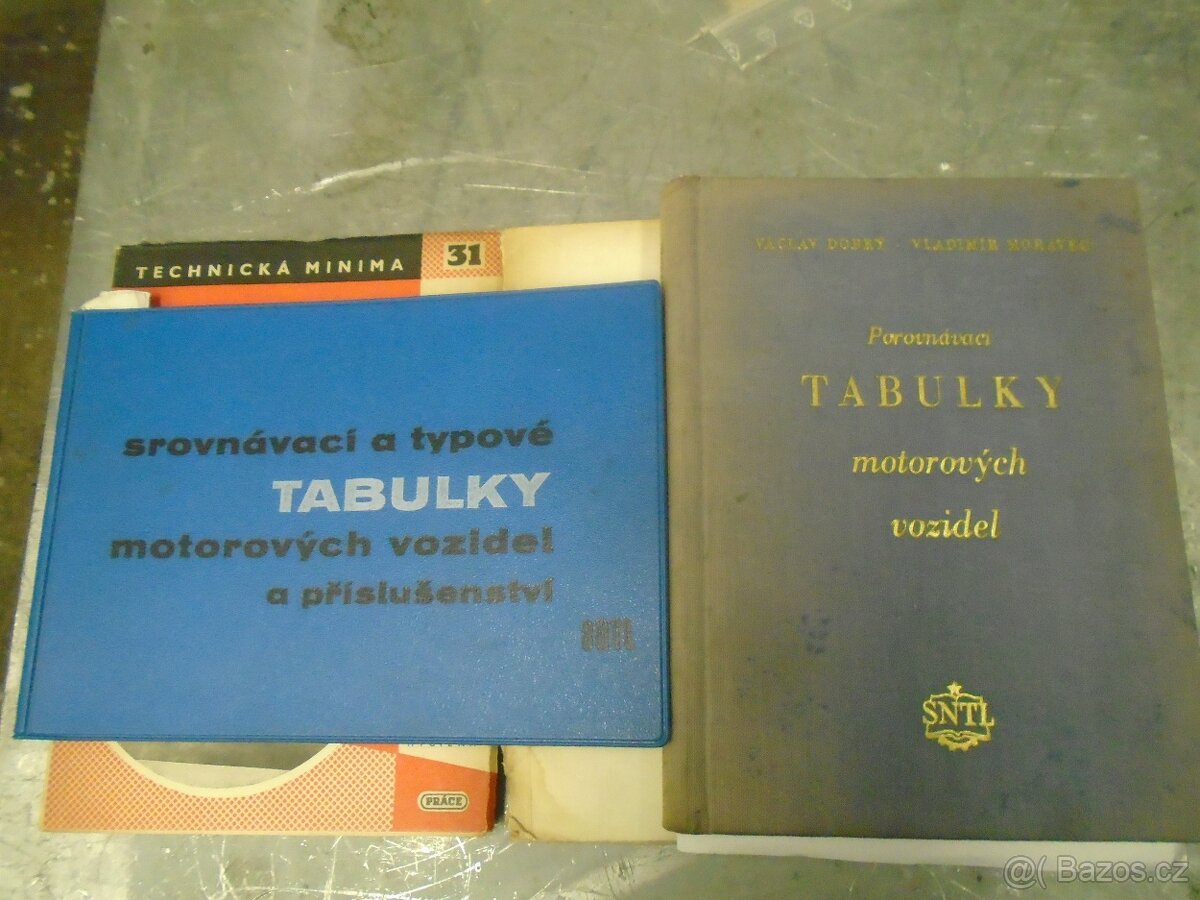 TECHNICKÁ MINIMA
31
srovnávací a typové
TABULKY
motorových vozidel
a příslušenství
SNTL
PRÁCE
VÁCLAV DOBRÝ · VLADIMÍR MORAVEC
Porovnávací
TABULKY
motorových
vozidel
SNTL
Bazos.cz